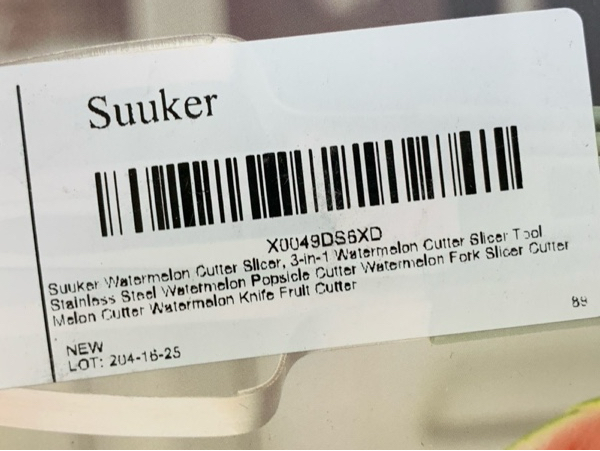 Suuker
X0049DS6XD
Suuker Watermelon Cutter Slicer, 3-in-1 Watermelon Cutter Slicer Tool
Stainless Steel Watermelon Popsicle Cutter Watermelon Fork Slicer Cutter
Melon Cutter Watermelon Knife Fruit Cutter
89
NEW
LOT: 204-16-25